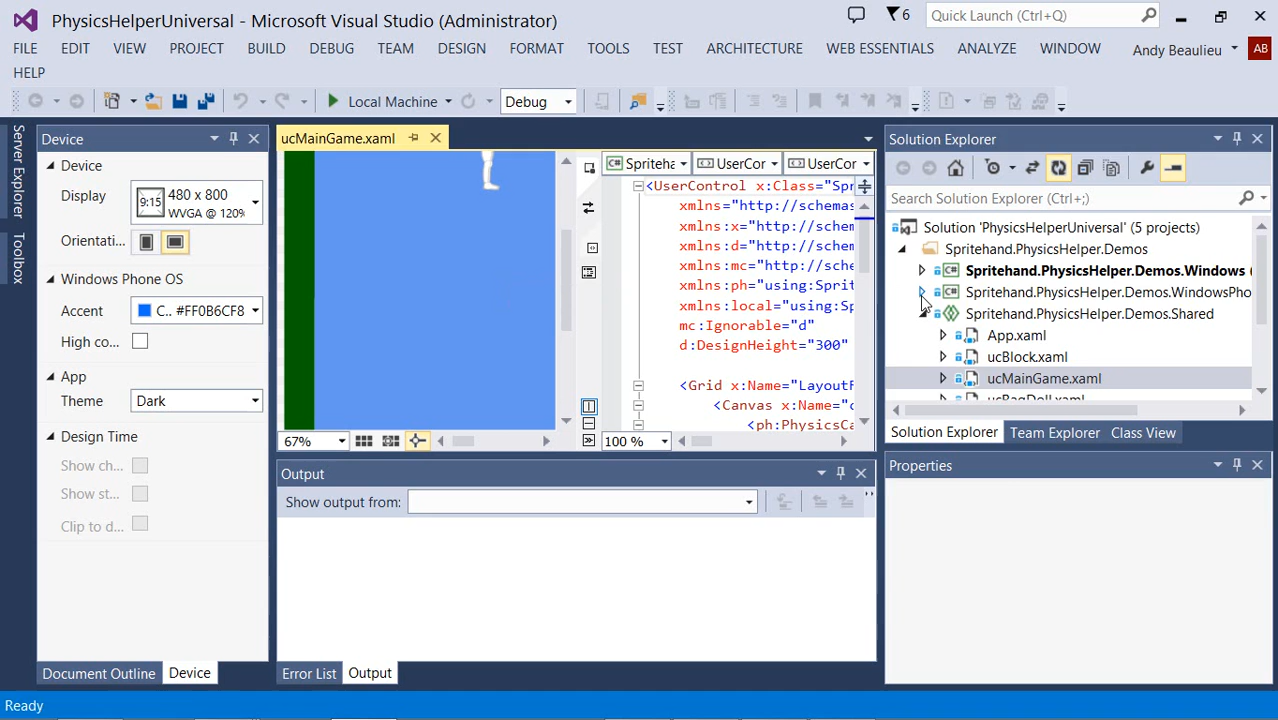 PhysicsHelperUniversal - Microsoft Visual Studio (Administrator)
6
Quick Launch (Ctrl+Q)
FILE EDIT VIEW PROJECT BUILD DEBUG TEAM DESIGN FORMAT TOOLS TEST ARCHITECTURE WEB ESSENTIALS ANALYZE WINDOW
Andy Beaulieu AB
HELP
Local Machine Debug
Server Explorer
Toolbox
Device
Device
Display
9:15
480 x 800
WVGA @ 120%
Orientati...
Windows Phone OS
Accent C.. #FF0B6CF8
High co...
App
Theme Dark
Design Time
Show ch...
Show st...
Clip to d...
Document Outline Device
ucMainGame.xaml
67%
Spriteha UserCor UserCor
<UserControl x:Class="Spr
xmlns="http://schemas
xmlns:x="http://schem
xmlns:d="http://schem
xmlns:mc="http://sche
xmlns:ph="using:Sprit
xmlns:local="using:Sp
mc:Ignorable="d"
d:DesignHeight="300"
<Grid x:Name="LayoutR
<Canvas x:Name="c
<ph:PhysicsCa
100 %
Output
Show output from:
Error List Output
Solution Explorer
Search Solution Explorer (Ctrl+;)
Solution 'PhysicsHelperUniversal' (5 projects)
Spritehand.PhysicsHelper.Demos
Spritehand.PhysicsHelper.Demos.Windows (
Spritehand.PhysicsHelper.Demos.WindowsPho
Spritehand.PhysicsHelper.Demos.Shared
App.xaml
ucBlock.xaml
ucMainGame.xaml
ucRagDoll.xaml
Solution Explorer Team Explorer Class View
Properties
Ready